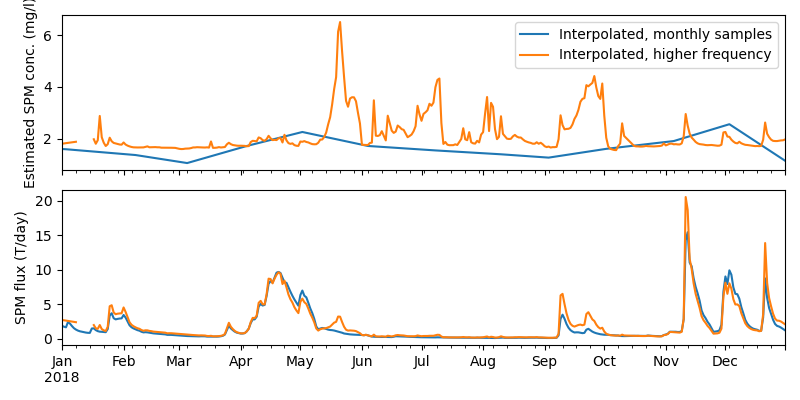 Estimated SPM conc. (mg/l)
6
4
2
Interpolated, monthly samples
Interpolated, higher frequency
SPM flux (T/day)
20
15
10
5
0
Jan Feb Mar Apr May Jun Jul Aug Sep Oct Nov Dec
2018